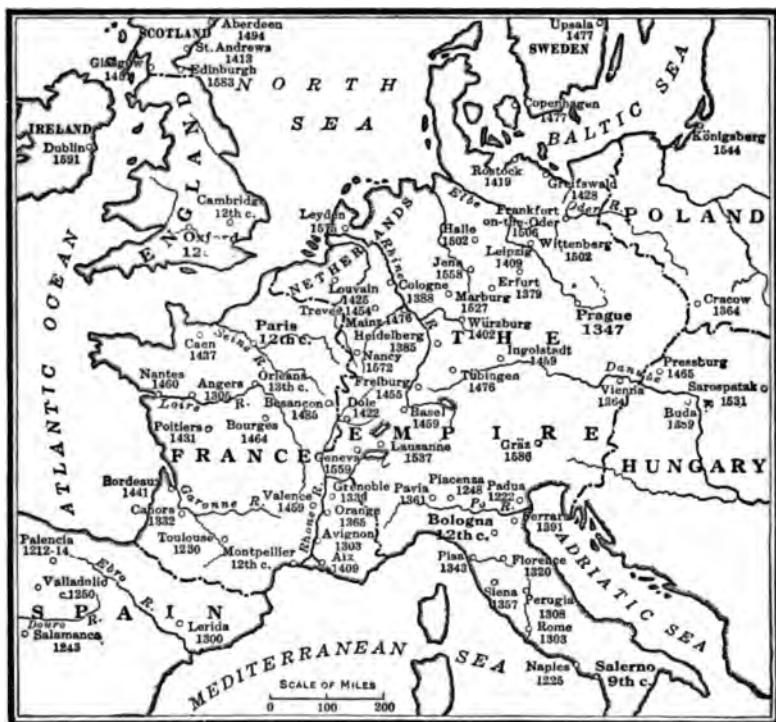 Aberdeen
1494
SCOTLAND
St. Andrews
1413
Glasgow
Edinburgh
1583
NORTH
SEA
Upsala
1477
SWEDEN
Copenhagen
1477
BALTIC SEA
Königsberg
1544
IRELAND
Dublin
1591
ENGLAND
Cambridge
12th c.
Oxford
ATLANTIC OCEAN
Rostock
1419
Greifswald
1428
Elbe
Oder R.
POLAND
Frankfort
on-the-Oder
1506
Wittenberg
1502
Halle
1502
Leipzig
1409
Jena
1558
Erfurt
1379
Marburg
1527
Prague
1347
Cracow
1364
Leyden
NETHERLANDS
Rhine
R.
Louvain
1425
Cologne
1388
Treves 1454
Mainz 1476
Heidelberg
1385
Würzburg
1402
Nancy
1572
THE
EMPIRE
Ingolstadt
1459
Tübingen
1476
Freiburg
1455
Basel
1459
Danube
Vienna
1364
Pressburg
1465
Sarospatak
1531
Buda
Gräz
1586
HUNGARY
Paris
12th c.
Seine R.
Caen
1437
Nantes
1460
Angers
1305
Orleans
13th c.
Loire R.
Besancon
1485
Dole
1422
Poitiers
1431
Bourges
1464
FRANCE
Geneva
1559
Lausanne
1537
Bordeaux
1441
Garonne R.
Cahors
1332
Valence
1459
Rhone R.
Grenoble
Orange
1365
Avignon
1303
Aix
1409
Toulouse
1230
Montpellier
12th c.
Pavia
1361
Piacenza
1248
Padua
1222
Po R.
Bologna
12th c.
Ferrara
1391
Pisa
1343
Florence
1320
Siena
1357
Perugia
1308
Rome
1303
Naples
1225
Salerno
9th c.
ADRIATIC SEA
Palencia
1212-14
Ebro R.
Valladolid
c.1250
SPAIN
Douro R.
Salamanca
1243
Lerida
1300
MEDITERRANEAN SEA
SCALE OF MILES
0 100 200